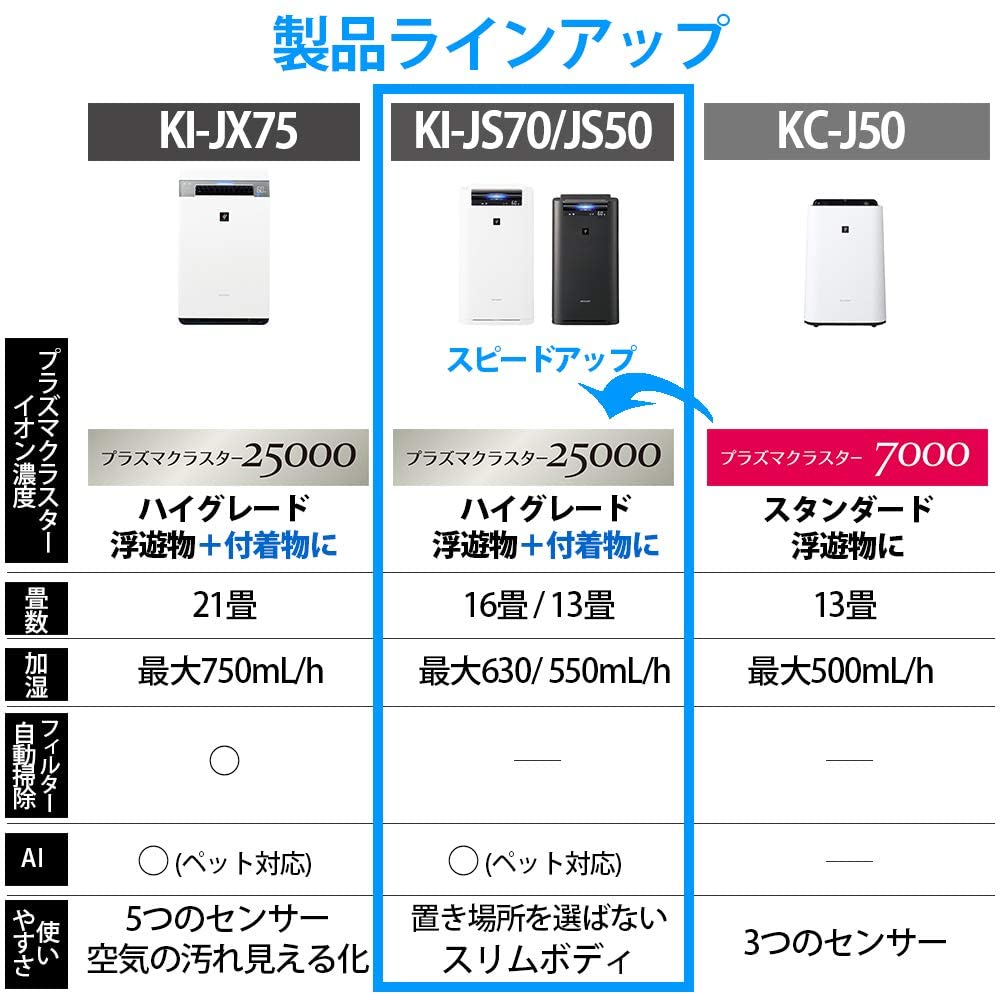 製品ラインアップ
KI-JX75
KI-JS70/JS50
KC-J50
スピードアップ
プラズマクラスター
イオン濃度
プラズマクラスター25000
プラズマクラスター25000
プラズマクラスター 7000
ハイグレード
浮遊物+付着物に
ハイグレード
浮遊物+付着物に
スタンダード
浮遊物に
畳数
21畳
16畳 / 13畳
13畳
加湿
最大750mL/h
最大630/ 550mL/h
最大500mL/h
フィルター
自動掃除
○
——
——
AI
○ (ペット対応)
○ (ペット対応)
——
使い
やすさ
5つのセンサー
空気の汚れ見える化
置き場所を選ばない
スリムボディ
3つのセンサー